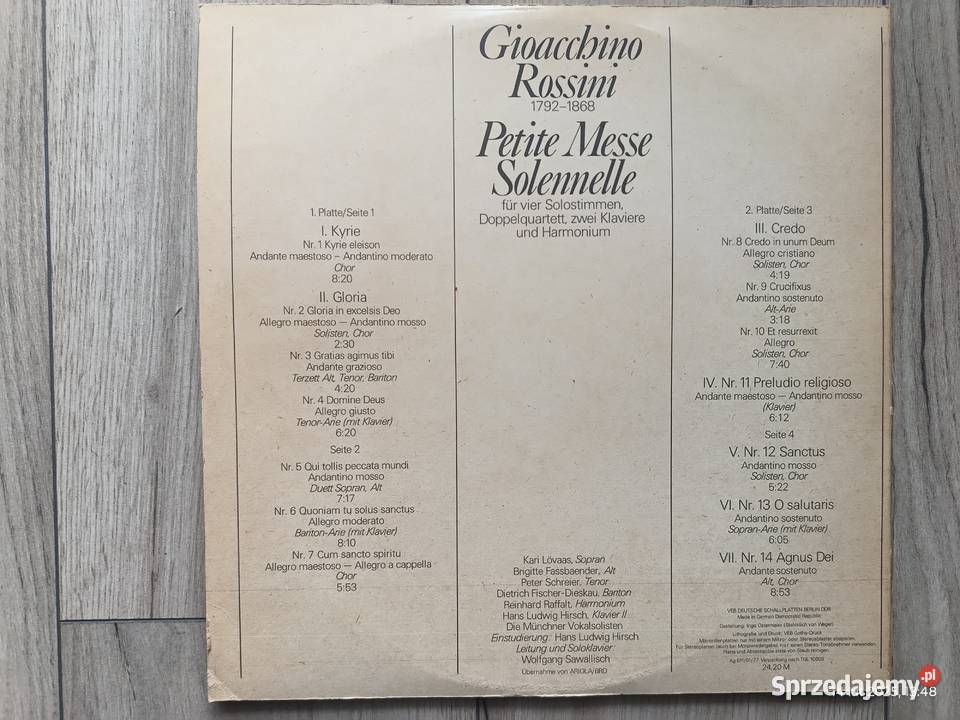 Gioacchino
Rossini
1792–1868
Petite Messe
Solennelle
für vier Solostimmen,
Doppelquartett, zwei Klaviere
und Harmonium
1. Platte/Seite 1
I. Kyrie
Nr. 1 Kyrie eleison
Andante maestoso – Andantino moderato
Chor
8:20
II. Gloria
Nr. 2 Gloria in excelsis Deo
Allegro maestoso — Andantino mosso
Solisten, Chor
2:30
Nr. 3 Gratias agimus tibi
Andante grazioso
Terzett Alt, Tenor, Bariton
4:20
Nr. 4 Domine Deus
Allegro giusto
Tenor-Arie (mit Klavier)
6:20
Seite 2
Nr. 5 Qui tollis peccata mundi
Andantino mosso
Duett Sopran, Alt
7:17
Nr. 6 Quoniam tu solus sanctus
Allegro moderato
Bariton-Arie (mit Klavier)
8:10
Nr. 7 Cum sancto spiritu
Allegro maestoso — Allegro a cappella
Chor
5:53
Kari Lövaas, Sopran
Brigitte Fassbaender, Alt
Peter Schreier, Tenor
Dietrich Fischer-Dieskau, Bariton
Reinhard Raffalt, Harmonium
Hans Ludwig Hirsch, Klavier II
Die Münchner Vokalsolisten
Einstudierung: Hans Ludwig Hirsch
Leitung und Soloklavier:
Wolfgang Sawallisch
Übernahme von ARIOLA/BRD
2. Platte/Seite 3
III. Credo
Nr. 8 Credo in unum Deum
Allegro cristiano
Solisten, Chor
4:19
Nr. 9 Crucifixus
Andantino sostenuto
Alt-Arie
3:18
Nr. 10 Et resurrexit
Allegro
Solisten, Chor
7:40
IV. Nr. 11 Preludio religioso
Andante maestoso — Andantino mosso
(Klavier)
6:12
Seite 4
V. Nr. 12 Sanctus
Andantino mosso
Solisten, Chor
5:22
VI. Nr. 13 O salutaris
Andantino sostenuto
Sopran-Arie (mit Klavier)
6:05
VII. Nr. 14 Agnus Dei
Andante sostenuto
Alt, Chor
8:53
VEB DEUTSCHE SCHALLPLATTEN BERLIN DDR
Made in German Democratic Republic
Gestaltung: Ingo Ostermaier
Lithografie und Druck: VEB Gotha-Druck
24,20 M
Sprzedajemy.pl